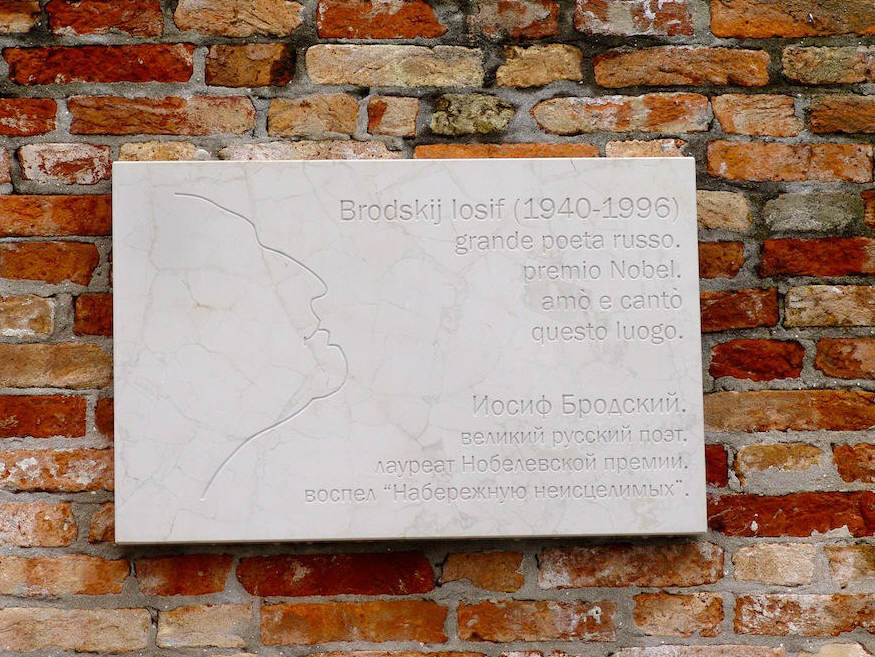 Brodskij Iosif (1940-1996)
grande poeta russo.
premio Nobel.
amò e cantò
questo luogo.
Иосиф Бродский.
великий русский поэт.
лауреат Нобелевской премии.
воспел “Набережную неисцелимых”.